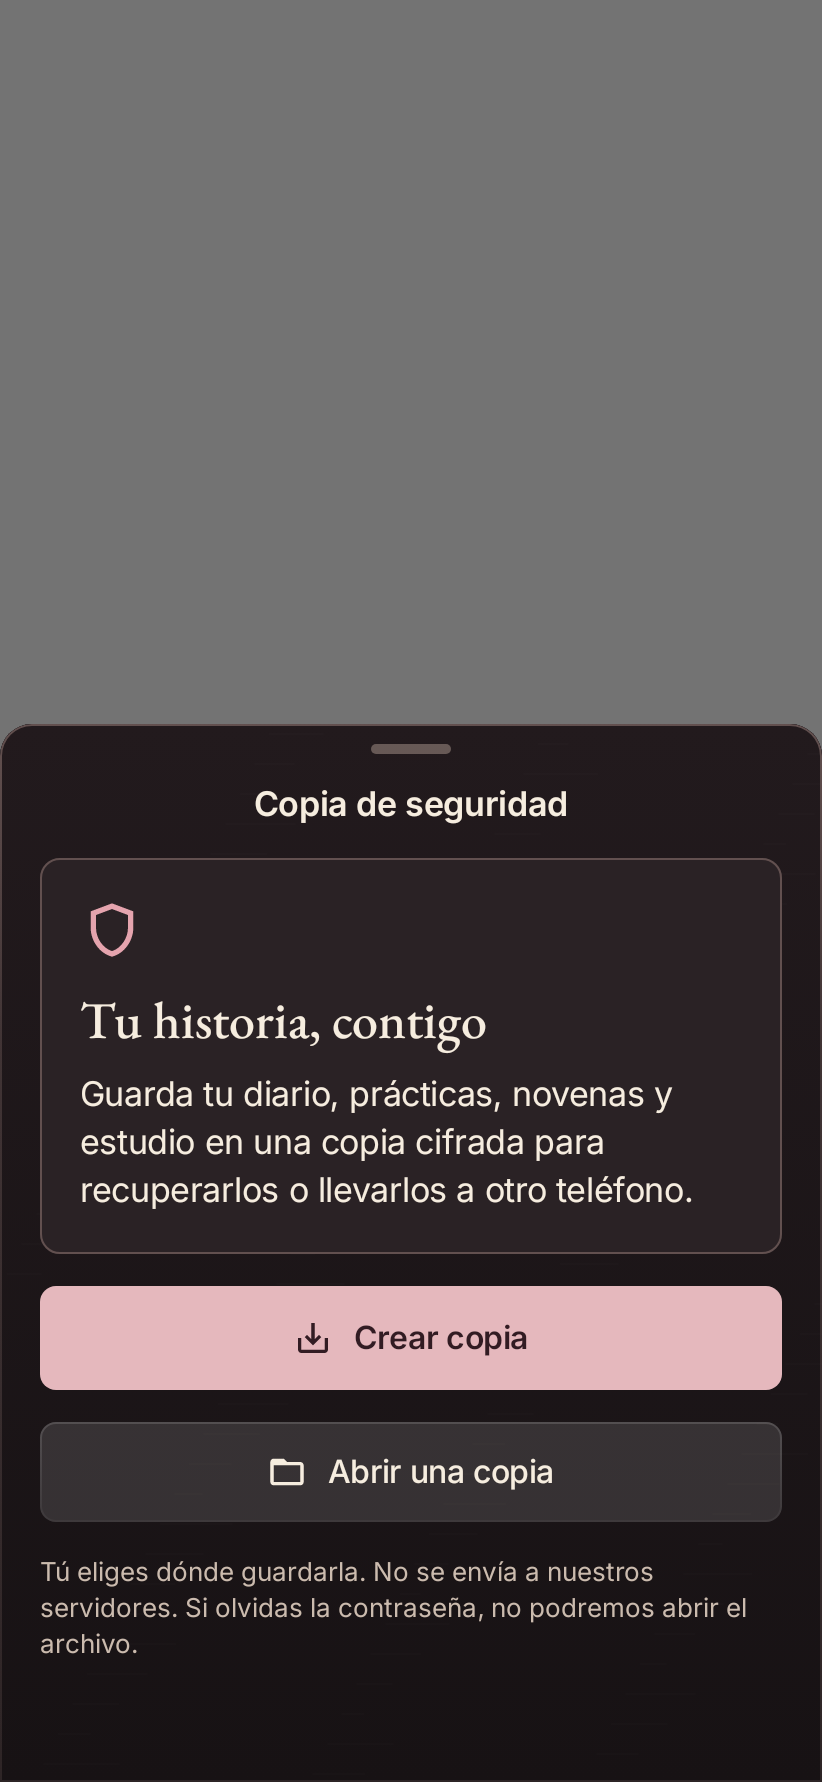 Copia de seguridad
Tu historia, contigo
Guarda tu diario, prácticas, novenas y
estudio en una copia cifrada para
recuperarlos o llevarlos a otro teléfono.
Crear copia
Abrir una copia
Tú eliges dónde guardarla. No se envía a nuestros
servidores. Si olvidas la contraseña, no podremos abrir el
archivo.